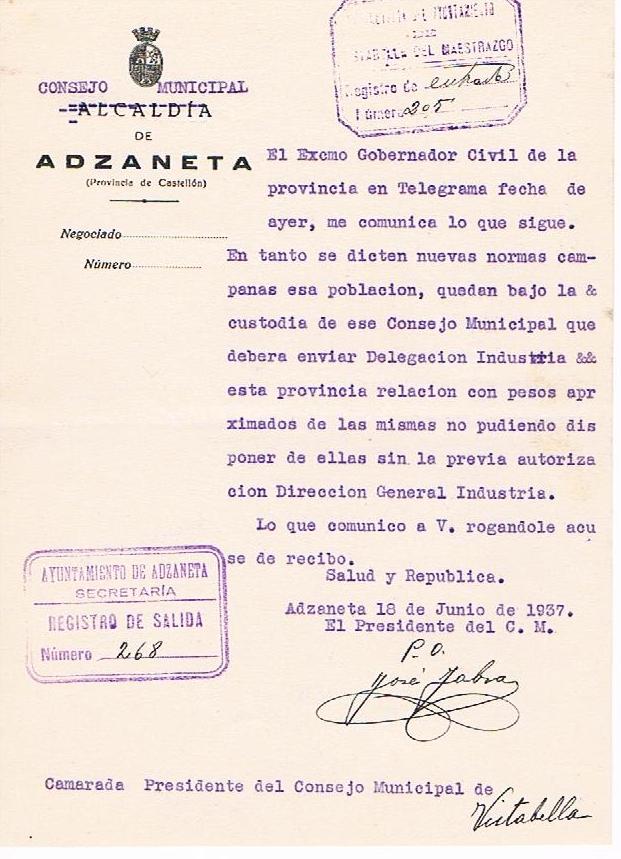 CONSEJO MUNICIPAL
ALCALDÍA
DE
ADZANETA
(Provincia de Castellón)
Negociado
Número
DEL MAESTRAZGO
Registro de entrada
Número 205
El Excmo Gobernador Civil de la
provincia en Telegrama fecha de
ayer, me comunica lo que sigue.
En tanto se dicten nuevas normas cam-
panas esa poblacion, quedan bajo la &
custodia de ese Consejo Municipal que
debera enviar Delegacion Industria &&
esta provincia relacion con pesos apr
ximados de las mismas no pudiendo dis
poner de ellas sin la previa autoriza
cion Direccion General Industria.
Lo que comunico a V. rogandole acu
se de recibo.
Salud y Republica.
Adzaneta 18 de Junio de 1937.
El Presidente del C. M.
P. O.
José
AYUNTAMIENTO DE ADZANETA
SECRETARÍA
REGISTRO DE SALIDA
Número 268
Camarada Presidente del Consejo Municipal de
Vistabella